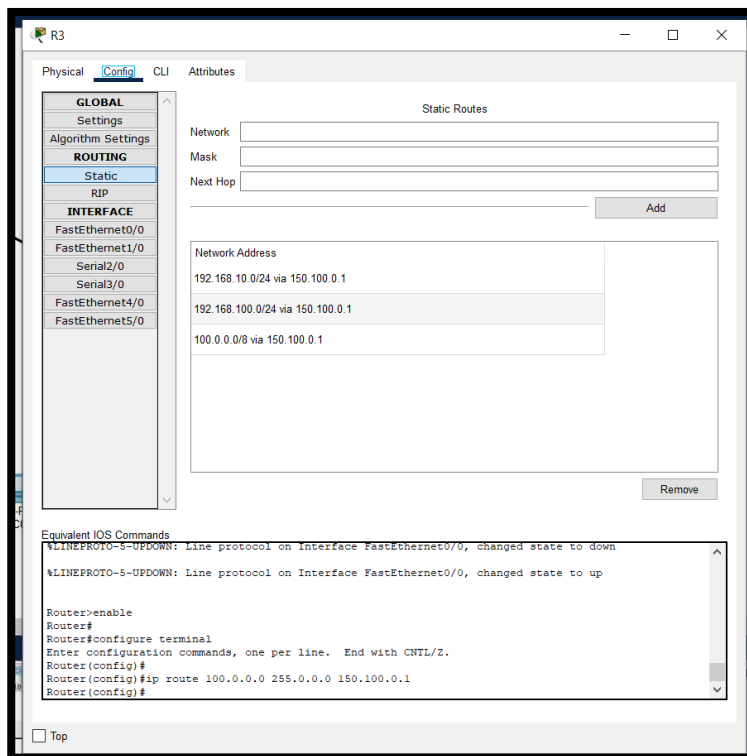 R3
Physical Config CLI Attributes
GLOBAL
Settings
Algorithm Settings
ROUTING
Static
RIP
INTERFACE
FastEthernet0/0
FastEthernet1/0
Serial2/0
Serial3/0
FastEthernet4/0
FastEthernet5/0
Static Routes
Network
Mask
Next Hop
Add
Network Address
192.168.10.0/24 via 150.100.0.1
192.168.100.0/24 via 150.100.0.1
100.0.0.0/8 via 150.100.0.1
Remove
Equivalent IOS Commands
%LINEPROTO-5-UPDOWN: Line protocol on Interface FastEthernet0/0, changed state to down
%LINEPROTO-5-UPDOWN: Line protocol on Interface FastEthernet0/0, changed state to up
Router>enable
Router#
Router#configure terminal
Enter configuration commands, one per line. End with CNTL/Z.
Router(config)#
Router(config)#ip route 100.0.0.0 255.0.0.0 150.100.0.1
Router(config)#
Top